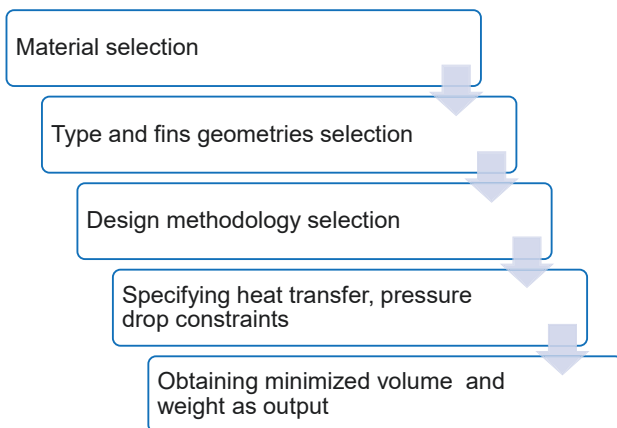 Material selection
Type and fins geometries selection
Design methodology selection
Specifying heat transfer, pressure
drop constraints
Obtaining minimized volume  and
weight as output